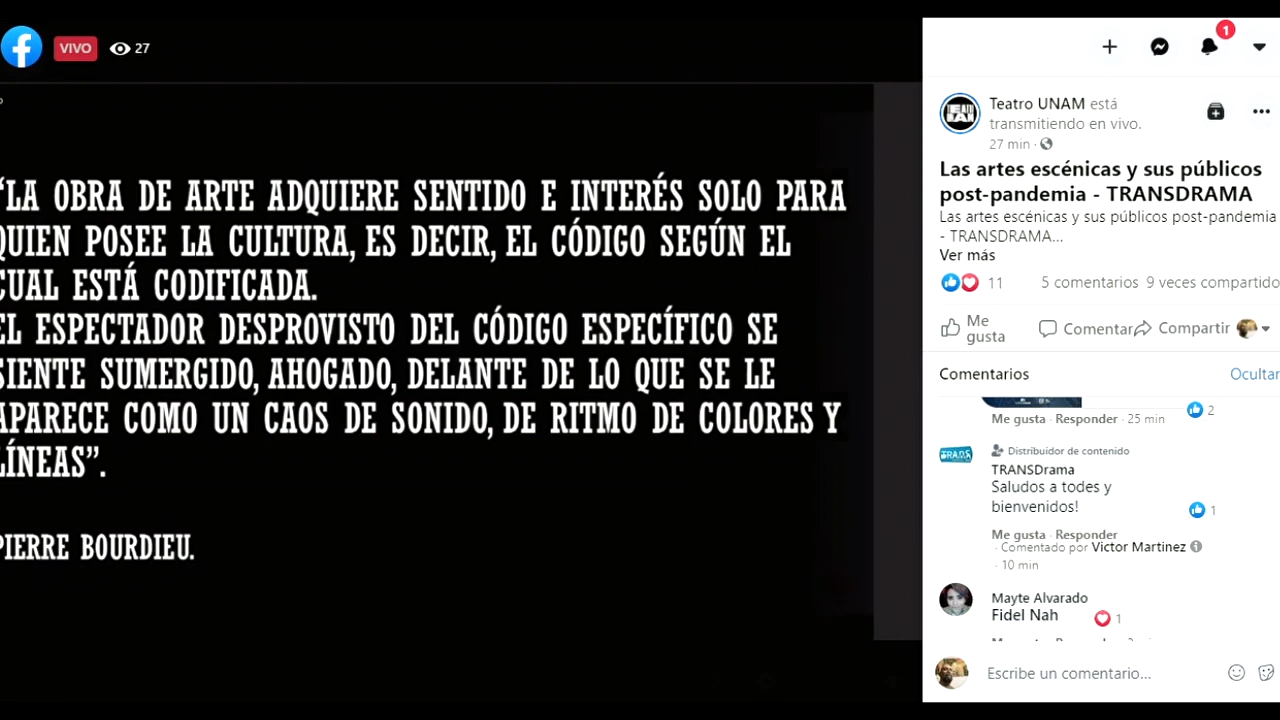 VIVO 27
“LA OBRA DE ARTE ADQUIERE SENTIDO E INTERÉS SOLO PARA
QUIEN POSEE LA CULTURA, ES DECIR, EL CÓDIGO SEGÚN EL
CUAL ESTÁ CODIFICADA.
EL ESPECTADOR DESPROVISTO DEL CÓDIGO ESPECÍFICO SE
SIENTE SUMERGIDO, AHOGADO, DELANTE DE LO QUE SE LE
APARECE COMO UN CAOS DE SONIDO, DE RITMO DE COLORES Y
LÍNEAS”.
PIERRE BOURDIEU.
1
Teatro UNAM está
transmitiendo en vivo.
27 min ·
Las artes escénicas y sus públicos
post-pandemia - TRANSDRAMA
Las artes escénicas y sus públicos post-pandemia
- TRANSDRAMA...
Ver más
11 5 comentarios 9 veces compartido
Me gusta
Comentar
Compartir
Comentarios Ocultar
Me gusta · Responder · 25 min 2
Distribuidor de contenido
TRANSDrama
Saludos a todes y
bienvenidos!
1
Me gusta · Responder
· Comentado por Victor Martinez
· 10 min
Mayte Alvarado
Fidel Nah 1
Escribe un comentario...